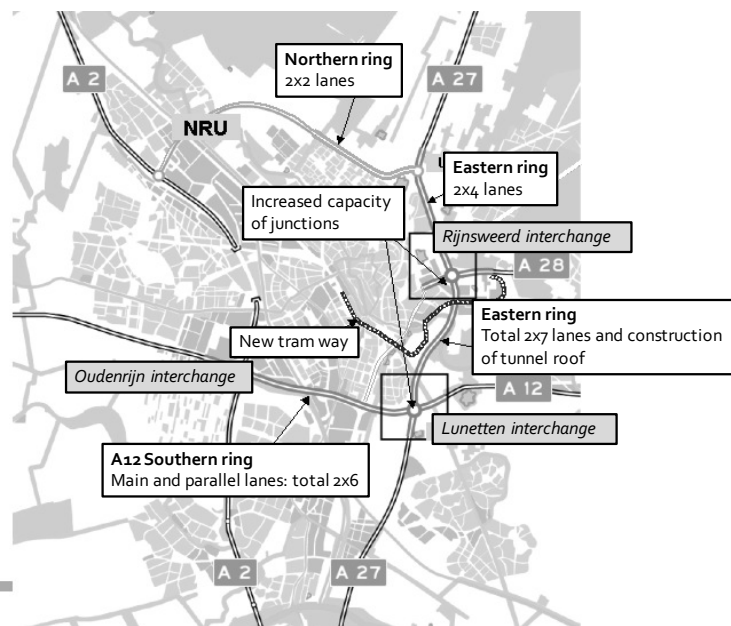 Northern ring
2x2 lanes
A 2
A 27
NRU
Eastern ring
2x4 lanes
Increased capacity
of junctions
Rijnsweerd interchange
A 28
Eastern ring
Total 2x7 lanes and construction
of tunnel roof
New tram way
Oudenrijn interchange
A 12
Lunetten interchange
A12 Southern ring
Main and parallel lanes: total 2x6
A 2
A 27